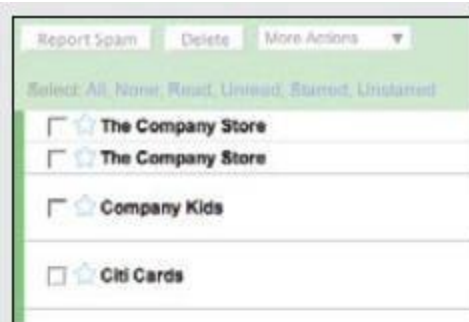 Report Spam Delete More Actions
Select: All, None, Read, Unread, Starred, Unstarred
The Company Store
The Company Store
Company Kids
Citi Cards